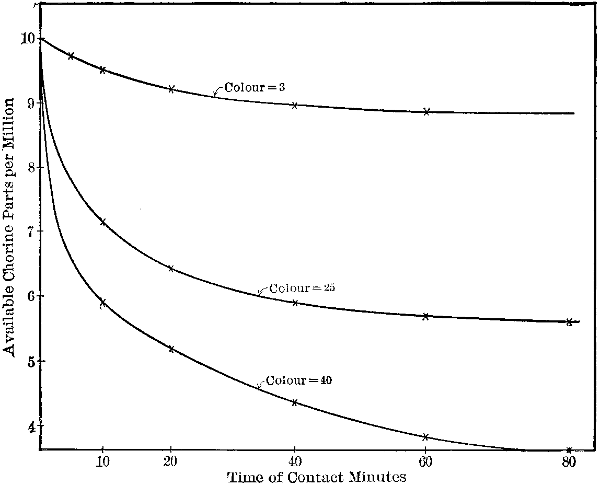 10
9
8
7
6
5
4
Available Chorine Parts per Million
Colour=3
Colour=25
Colour=40
10 20 40 60 80
Time of Contact Minutes